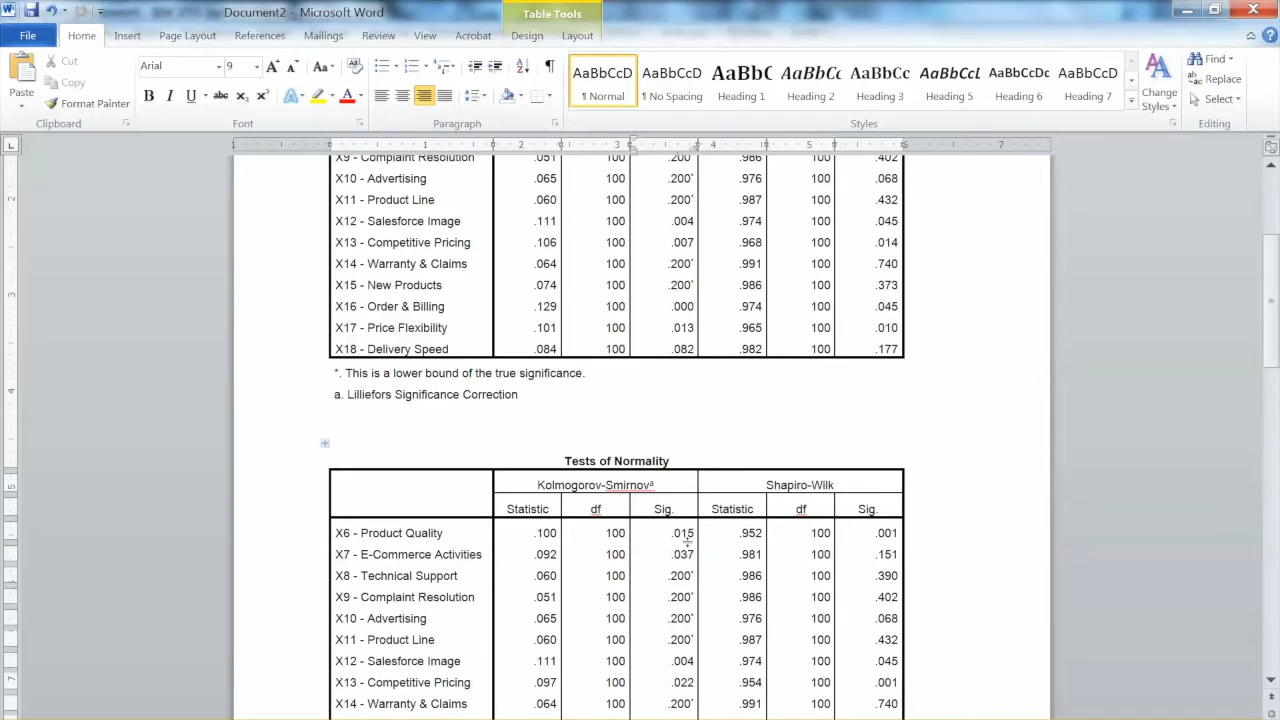 Document2 - Microsoft Word
Table Tools
File Home Insert Page Layout References Mailings Review View Acrobat Design Layout
Paste
Cut
Copy
Format Painter
Clipboard
Arial 9
Font
Paragraph
AaBbCcD AaBbCcD AaBbC AaBbCc AaBbCc AaBbCcL AaBbCcDc AaBbCcD
¶ Normal ¶ No Spacing Heading 1 Heading 2 Heading 3 Heading 5 Heading 6 Heading 7
Change Styles
Styles
Find
Replace
Select
Editing
1 1 2 3 4 5 6 7
X9 - Complaint Resolution .051 100 .200* .986 100 .402
X10 - Advertising .065 100 .200* .976 100 .068
X11 - Product Line .060 100 .200* .987 100 .432
X12 - Salesforce Image .111 100 .004 .974 100 .045
X13 - Competitive Pricing .106 100 .007 .968 100 .014
X14 - Warranty & Claims .064 100 .200* .991 100 .740
X15 - New Products .074 100 .200* .986 100 .373
X16 - Order & Billing .129 100 .000 .974 100 .045
X17 - Price Flexibility .101 100 .013 .965 100 .010
X18 - Delivery Speed .084 100 .082 .982 100 .177
*. This is a lower bound of the true significance.
a. Lilliefors Significance Correction
Tests of Normality
Kolmogorov-Smirnovᵃ Shapiro-Wilk
Statistic df Sig. Statistic df Sig.
X6 - Product Quality .100 100 .015 .952 100 .001
X7 - E-Commerce Activities .092 100 .037 .981 100 .151
X8 - Technical Support .060 100 .200* .986 100 .390
X9 - Complaint Resolution .051 100 .200* .986 100 .402
X10 - Advertising .065 100 .200* .976 100 .068
X11 - Product Line .060 100 .200* .987 100 .432
X12 - Salesforce Image .111 100 .004 .974 100 .045
X13 - Competitive Pricing .097 100 .022 .954 100 .001
X14 - Warranty & Claims .064 100 .200* .991 100 .740